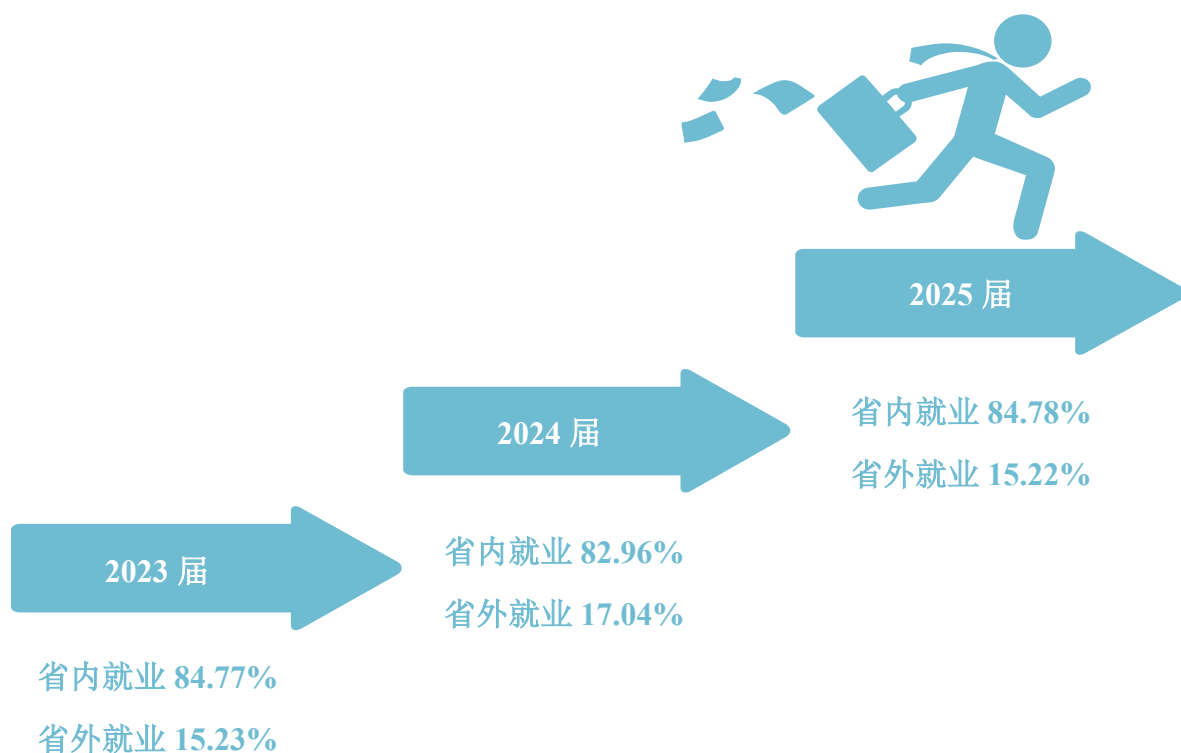 2023 届
省内就业 84.77%
省外就业 15.23%
2024 届
省内就业 82.96%
省外就业 17.04%
2025 届
省内就业 84.78%
省外就业 15.22%